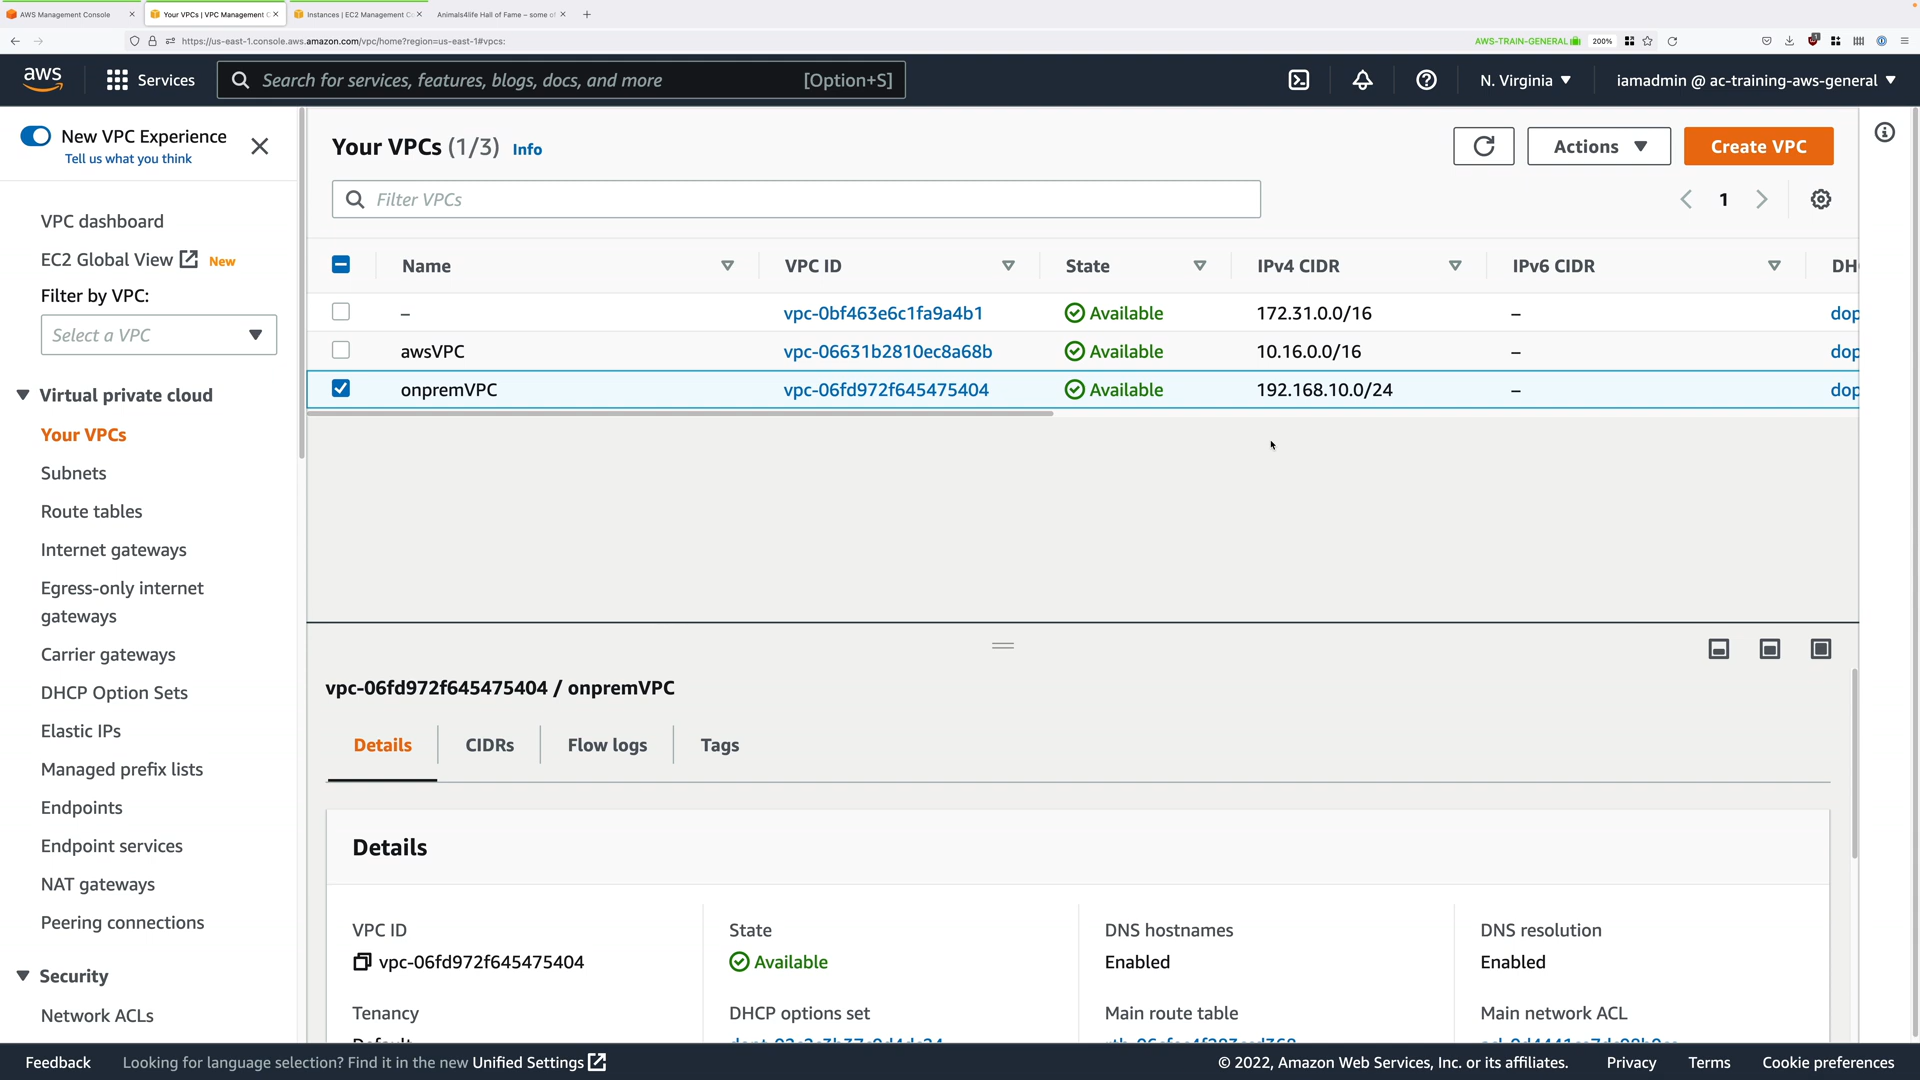 AWS Management Console
Your VPCs | VPC Management C
Instances | EC2 Management Co
Animals4life Hall of Fame – some of
https://us-east-1.console.aws.amazon.com/vpc/home?region=us-east-1#vpcs:
AWS-TRAIN-GENERAL
200%
aws
Services
Search for services, features, blogs, docs, and more
[Option+S]
N. Virginia
iamadmin @ ac-training-aws-general
New VPC Experience
Tell us what you think
VPC dashboard
EC2 Global View New
Filter by VPC:
Select a VPC
Virtual private cloud
Your VPCs
Subnets
Route tables
Internet gateways
Egress-only internet
gateways
Carrier gateways
DHCP Option Sets
Elastic IPs
Managed prefix lists
Endpoints
Endpoint services
NAT gateways
Peering connections
Security
Network ACLs
Your VPCs (1/3) Info
Actions
Create VPC
Filter VPCs
1
Name VPC ID State IPv4 CIDR IPv6 CIDR DH
– vpc-0bf463e6c1fa9a4b1 Available 172.31.0.0/16 – dop
awsVPC vpc-06631b2810ec8a68b Available 10.16.0.0/16 – dop
onpremVPC vpc-06fd972f645475404 Available 192.168.10.0/24 – dop
vpc-06fd972f645475404 / onpremVPC
Details CIDRs Flow logs Tags
Details
VPC ID State DNS hostnames DNS resolution
vpc-06fd972f645475404 Available Enabled Enabled
Tenancy DHCP options set Main route table Main network ACL
Default
Feedback
Looking for language selection? Find it in the new Unified Settings
© 2022, Amazon Web Services, Inc. or its affiliates.
Privacy
Terms
Cookie preferences